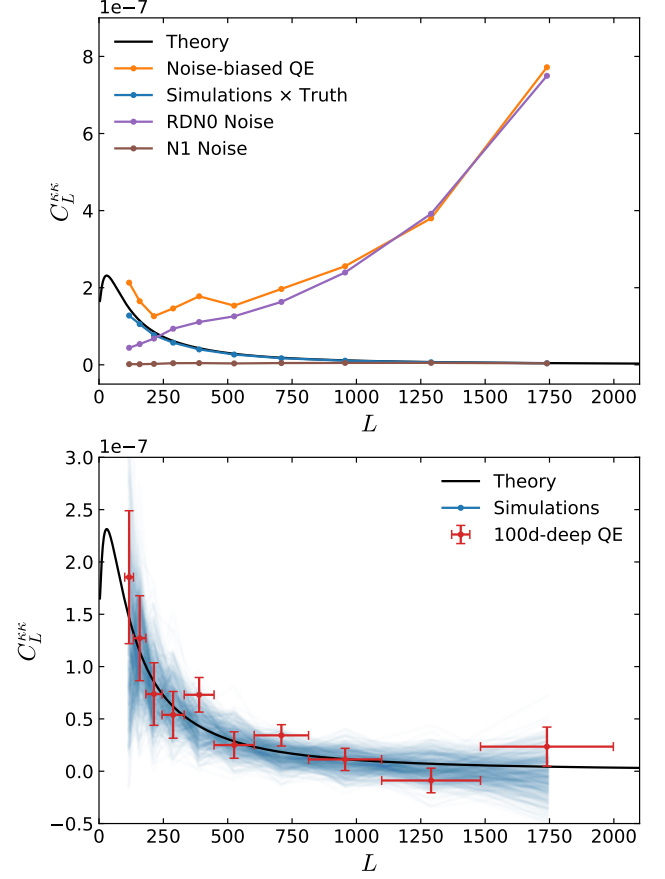 1e−7
8
6
4
2
0
C_L^{κκ}
Theory
Noise-biased QE
Simulations × Truth
RDN0 Noise
N1 Noise
0 250 500 750 1000 1250 1500 1750 2000
L
1e−7
3.0
2.5
2.0
1.5
1.0
0.5
0.0
−0.5
C_L^{κκ}
Theory
Simulations
100d-deep QE
0 250 500 750 1000 1250 1500 1750 2000
L